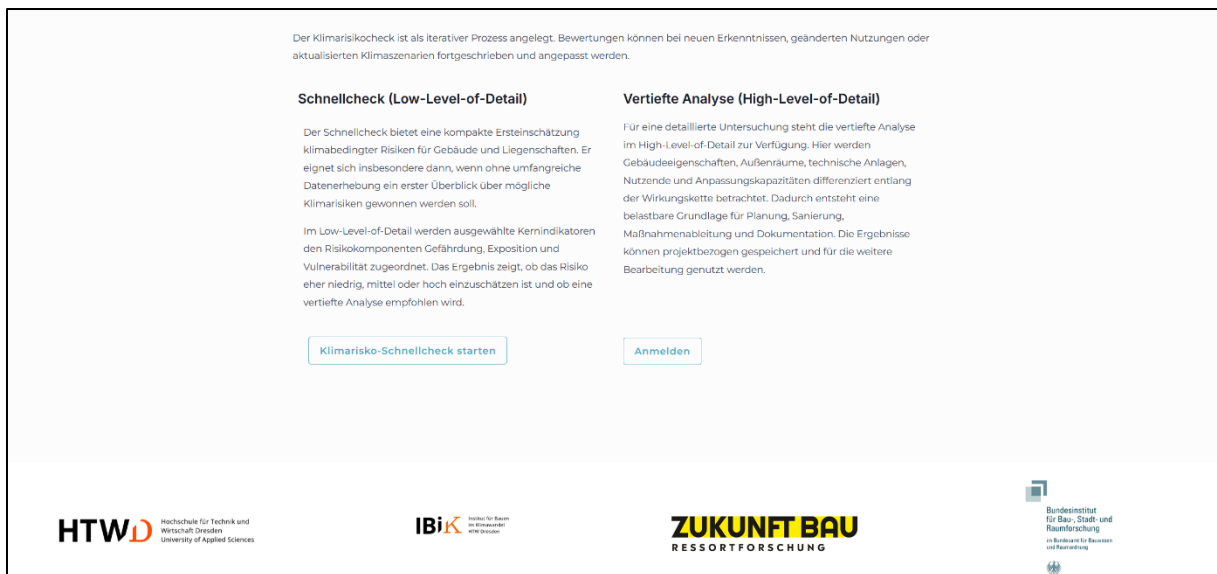 Der Klimarisikocheck ist als iterativer Prozess angelegt. Bewertungen können bei neuen Erkenntnissen, geänderten Nutzungen oder
aktualisierten Klimaszenarien fortgeschrieben und angepasst werden.
Schnellcheck (Low-Level-of-Detail)
Der Schnellcheck bietet eine kompakte Ersteinschätzung
klimabedingter Risiken für Gebäude und Liegenschaften. Er
eignet sich insbesondere dann, wenn ohne umfangreiche
Datenerhebung ein erster Überblick über mögliche
Klimarisiken gewonnen werden soll.
Im Low-Level-of-Detail werden ausgewählte Kernindikatoren
den Risikokomponenten Gefährdung, Exposition und
Vulnerabilität zugeordnet. Das Ergebnis zeigt, ob das Risiko
eher niedrig, mittel oder hoch einzuschätzen ist und ob eine
vertiefte Analyse empfohlen wird.
Klimarisko-Schnellcheck starten
Vertiefte Analyse (High-Level-of-Detail)
Für eine detaillierte Untersuchung steht die vertiefte Analyse
im High-Level-of-Detail zur Verfügung. Hier werden
Gebäudeeigenschaften, Außenräume, technische Anlagen,
Nutzende und Anpassungskapazitäten differenziert entlang
der Wirkungskette betrachtet. Dadurch entsteht eine
belastbare Grundlage für Planung, Sanierung,
Maßnahmenableitung und Dokumentation. Die Ergebnisse
können projektbezogen gespeichert und für die weitere
Bearbeitung genutzt werden.
Anmelden
HTWD
Hochschule für Technik und
Wirtschaft Dresden
University of Applied Sciences
IBiK
Institut für Bauen
im Klimawandel
HTW Dresden
ZUKUNFT BAU
RESSORTFORSCHUNG
Bundesinstitut
für Bau-, Stadt- und
Raumforschung
im Bundesamt für Bauwesen
und Raumordnung